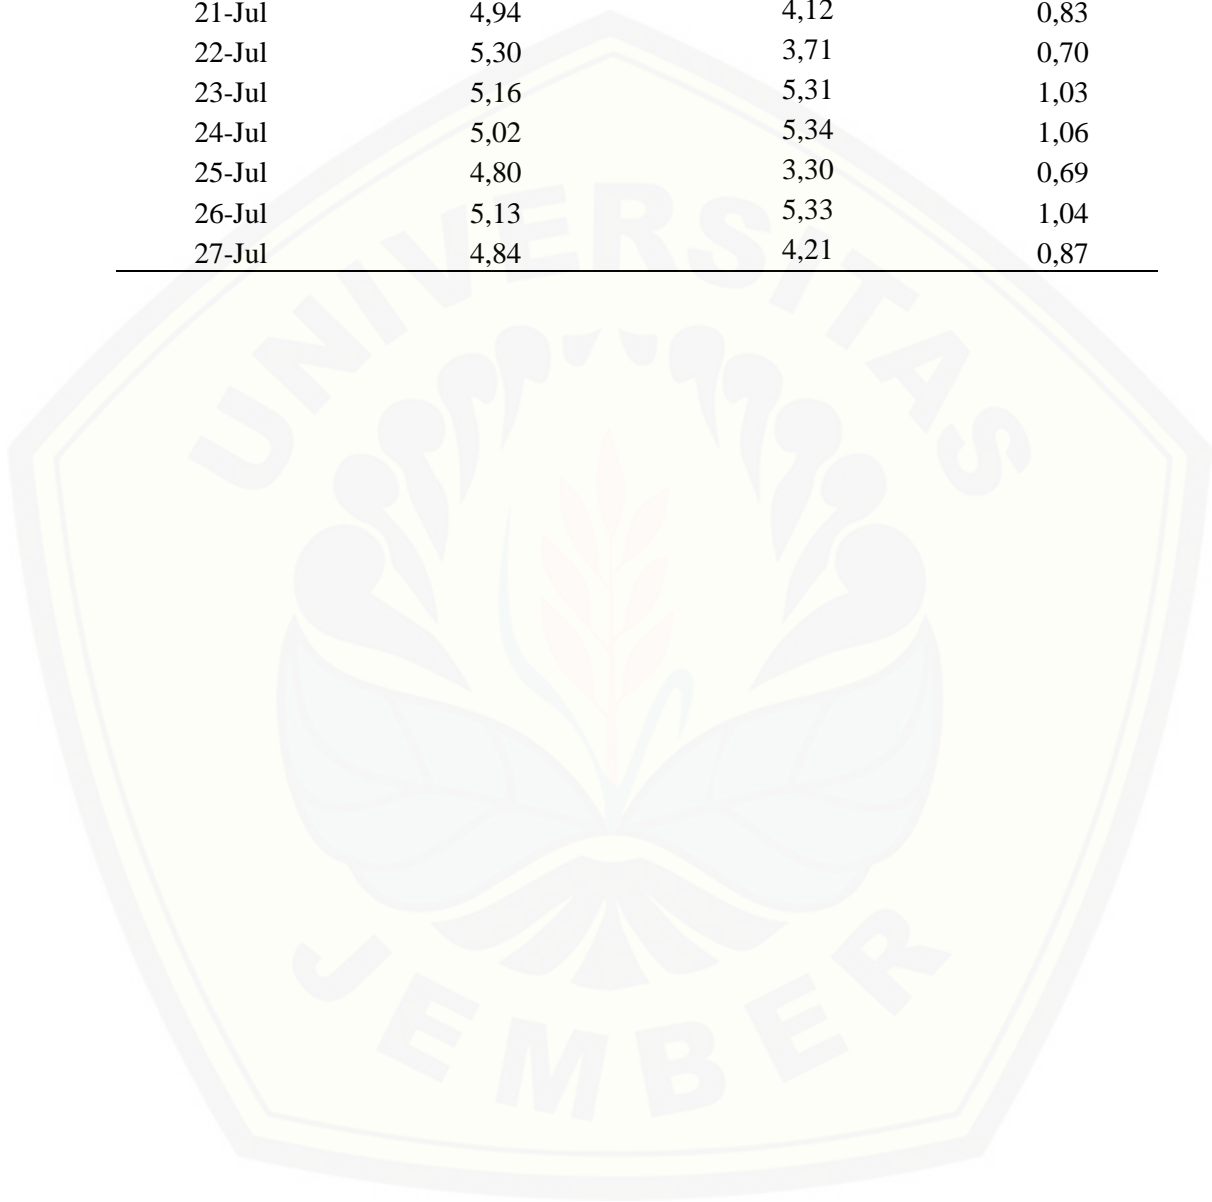 21-Jul 4,94 4,12 0,83
22-Jul 5,30 3,71 0,70
23-Jul 5,16 5,31 1,03
24-Jul 5,02 5,34 1,06
25-Jul 4,80 3,30 0,69
26-Jul 5,13 5,33 1,04
27-Jul 4,84 4,21 0,87
UNIVERSITAS
JEMBER